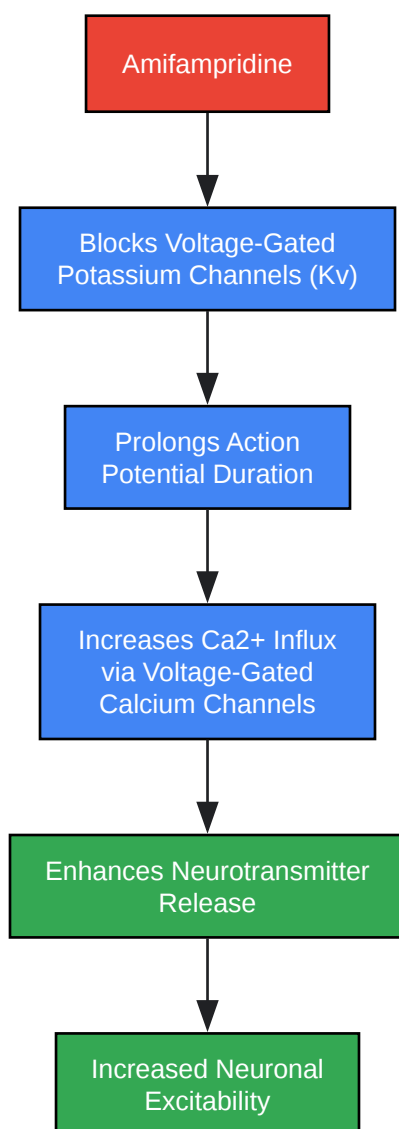 Amifampridine
Blocks Voltage-Gated
Potassium Channels (Kv)
Prolongs Action
Potential Duration
Increases Ca2+ Influx
via Voltage-Gated
Calcium Channels
Enhances Neurotransmitter
Release
Increased Neuronal
Excitability